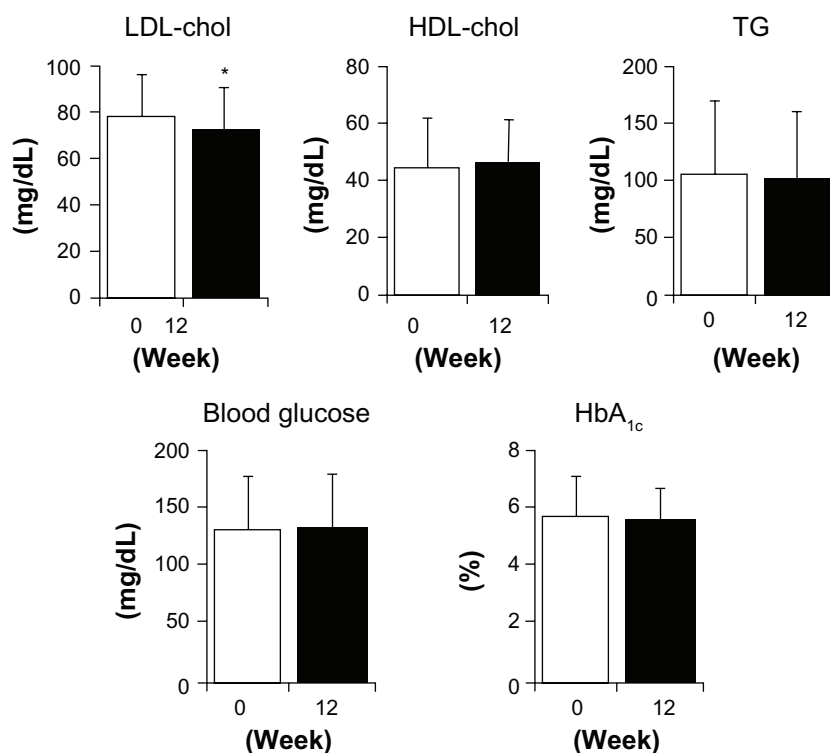 LDL-chol
100
*
80
60
40
20
0
(mg/dL)
0 12
(Week)
HDL-chol
80
60
40
20
0
(mg/dL)
0 12
(Week)
TG
200
150
100
50
0
(mg/dL)
0 12
(Week)
Blood glucose
200
150
100
50
0
(mg/dL)
0 12
(Week)
HbA1c
8
6
4
2
0
(%)
0 12
(Week)